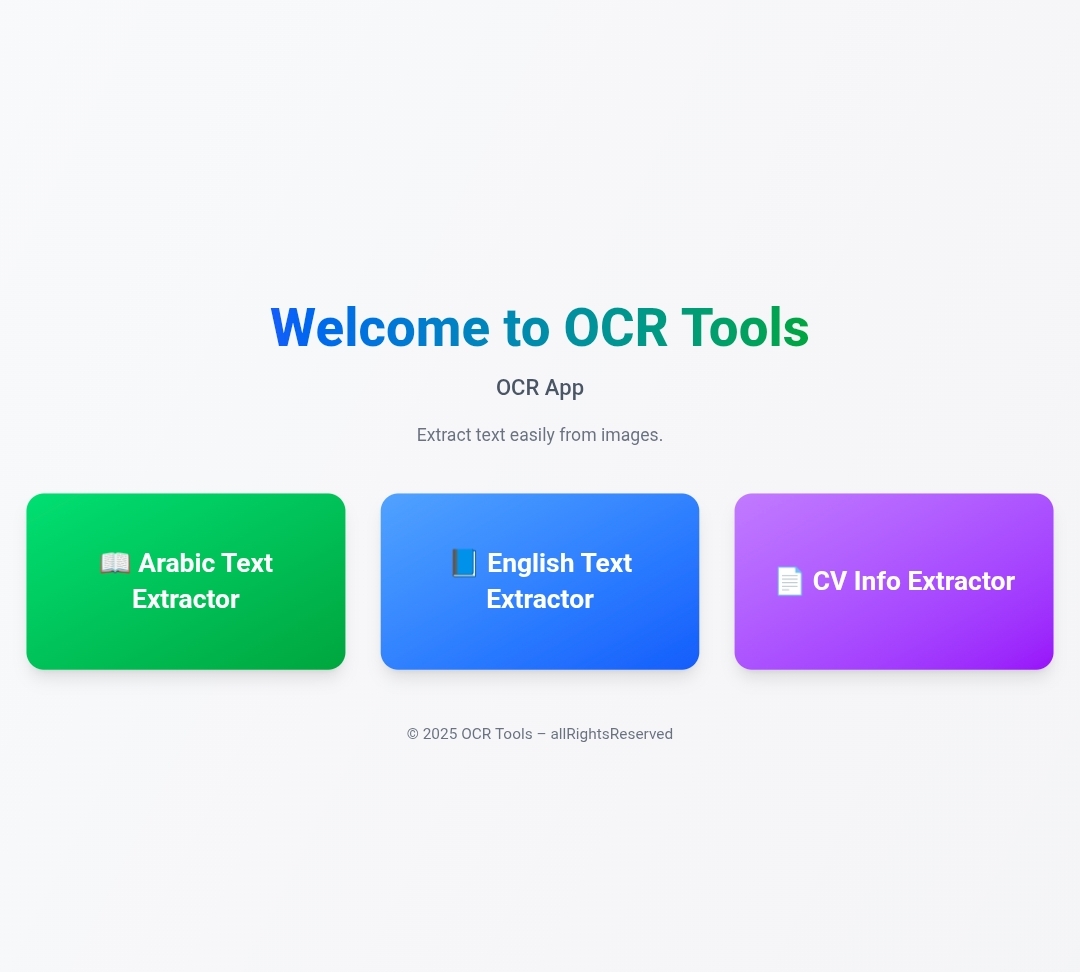 Welcome to OCR Tools
OCR App
Extract text easily from images.
📖 Arabic Text
Extractor
📘 English Text
Extractor
📄 CV Info Extractor
© 2025 OCR Tools – allRightsReserved